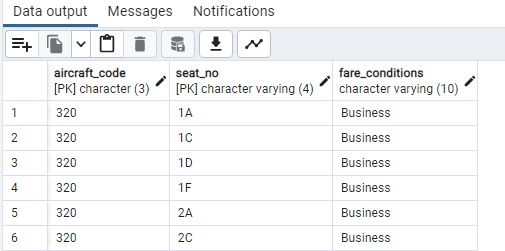 Data output Messages Notifications
aircraft_code seat_no fare_conditions
[PK] character (3) [PK] character varying (4) character varying (10)
1 320 1A Business
2 320 1C Business
3 320 1D Business
4 320 1F Business
5 320 2A Business
6 320 2C Business